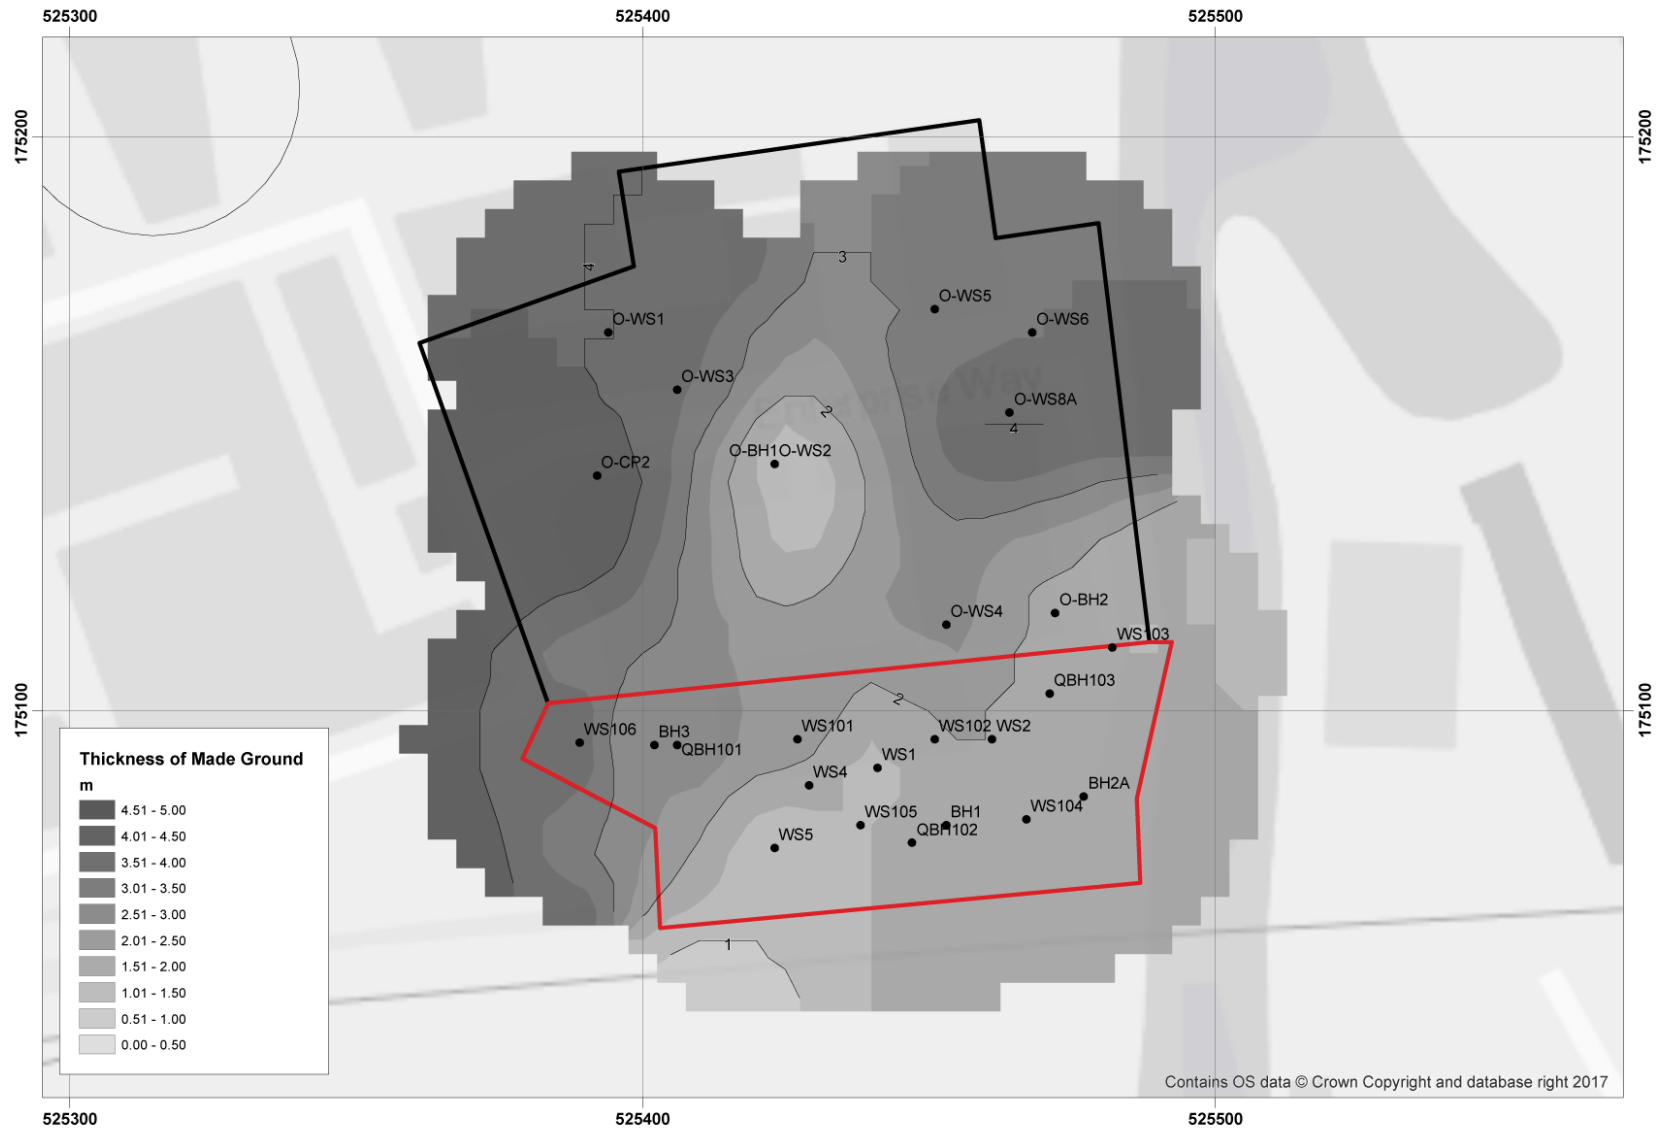 525300 525400 525500
175200 175200
4
3
O-WS5
O-WS1 O-WS6
O-WS3
Enterprise Way
O-WS8A
2
4
O-BH1 O-WS2
O-CP2
O-WS4 O-BH2
WS103
QBH103
2
175100 175100
WS106 BH3 WS101 WS102 WS2
QBH101
WS1
WS4 BH2A
WS105 BH1 WS104
QBH102
WS5
1
Thickness of Made Ground
m
4.51 - 5.00
4.01 - 4.50
3.51 - 4.00
3.01 - 3.50
2.51 - 3.00
2.01 - 2.50
1.51 - 2.00
1.01 - 1.50
0.51 - 1.00
0.00 - 0.50
Contains OS data © Crown Copyright and database right 2017
525300 525400 525500